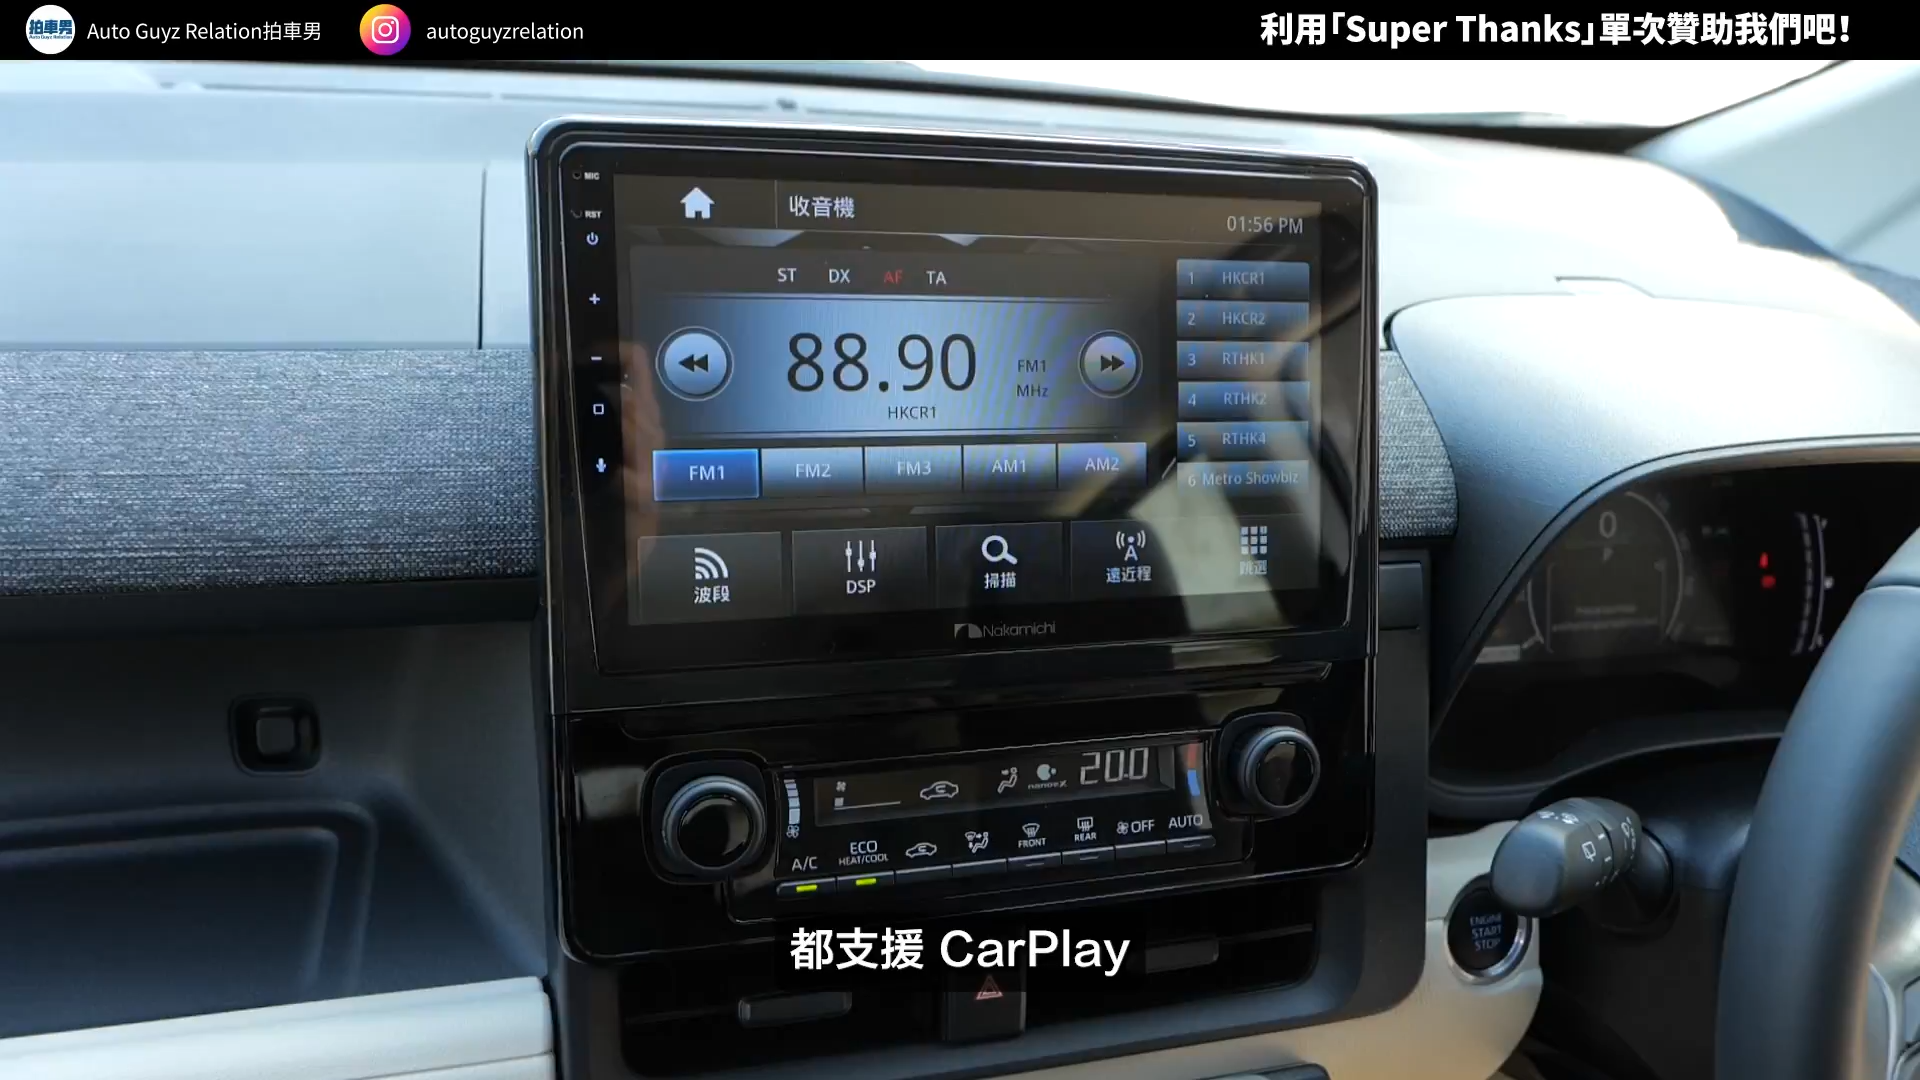 Auto Guyz Relation拍車男
autoguyzrelation
利用「Super Thanks」單次贊助我們吧!
MIC
RST
收音機
01:56 PM
ST DX AF TA
88.90
FM1
MHz
HKCR1
1 HKCR1
2 HKCR2
3 RTHK1
4 RTHK2
5 RTHK4
6 Metro Showbiz
FM1 FM2 FM3 AM1 AM2
波段
DSP
掃描
遠近程
跳選
Nakamichi
nanoe X
20.0
A/C
ECO
HEAT/COOL
FRONT
REAR
OFF
AUTO
0
P
ENGINE
START
STOP
都支援 CarPlay